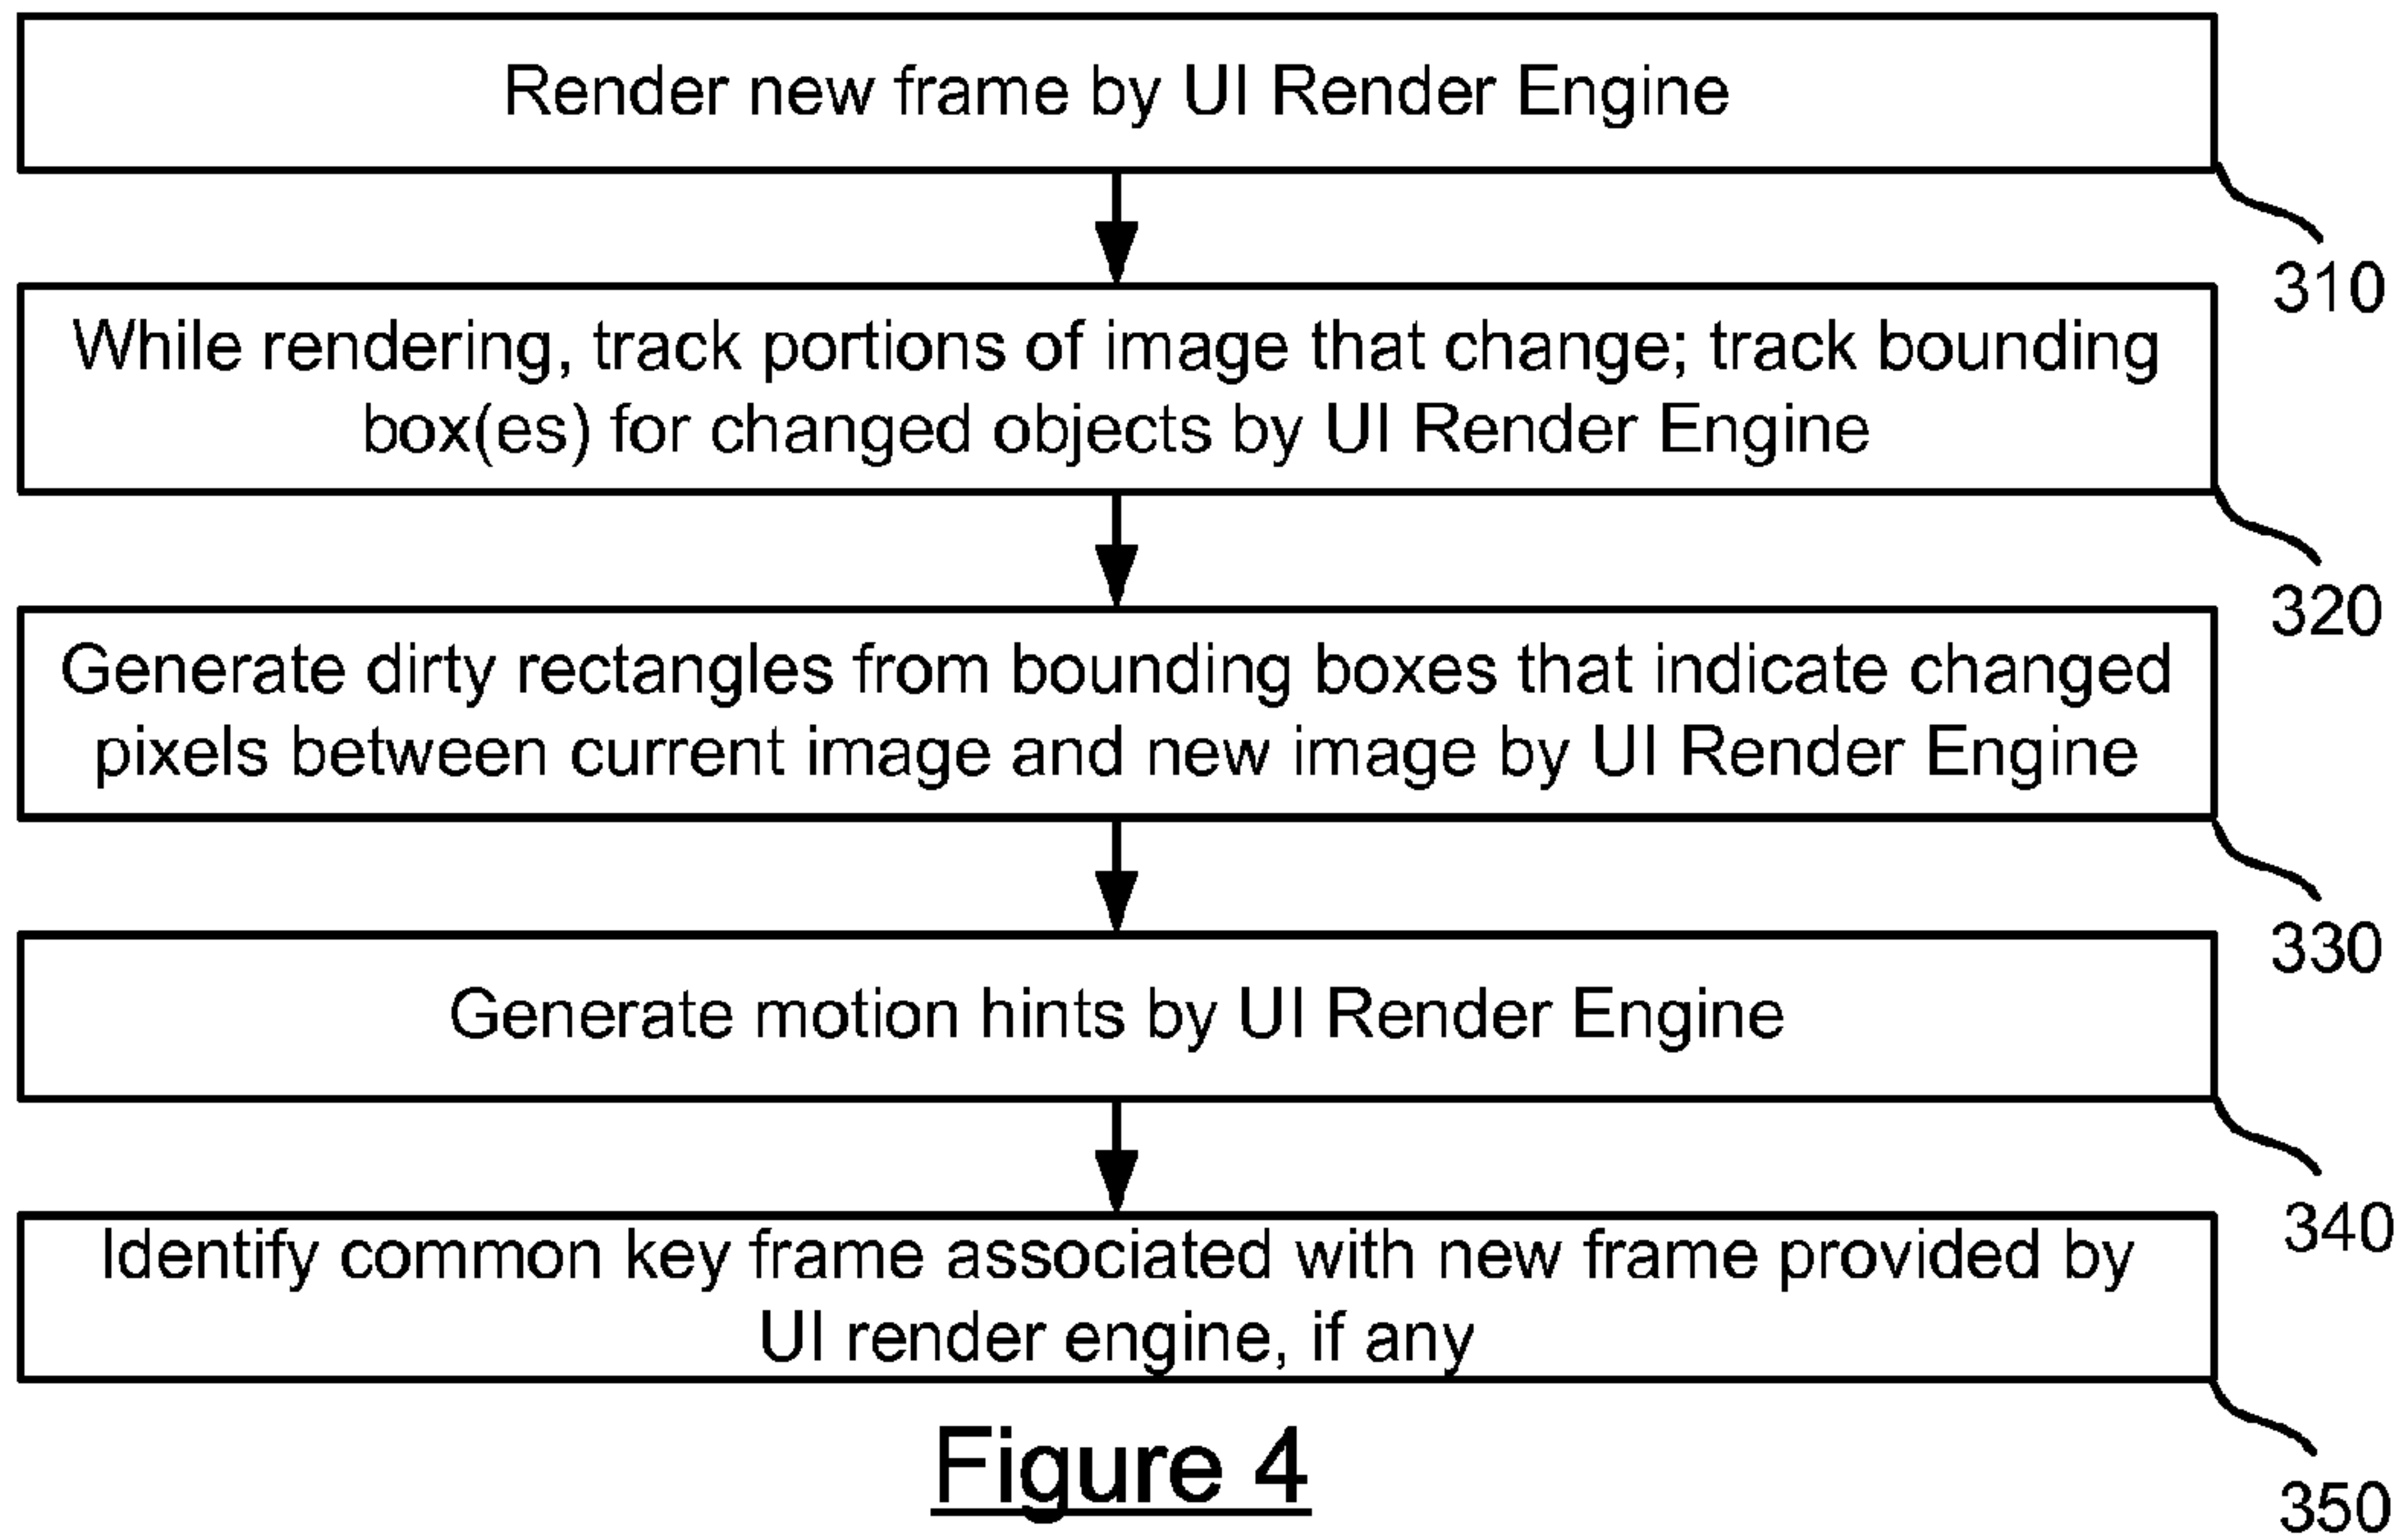 Render new frame by UI Render Engine
310
While rendering, track portions of image that change; track bounding
box(es) for changed objects by UI Render Engine
320
Generate dirty rectangles from bounding boxes that indicate changed
pixels between current image and new image by UI Render Engine
330
Generate motion hints by UI Render Engine
340
Identify common key frame associated with new frame provided by
UI render engine, if any
350
Figure 4